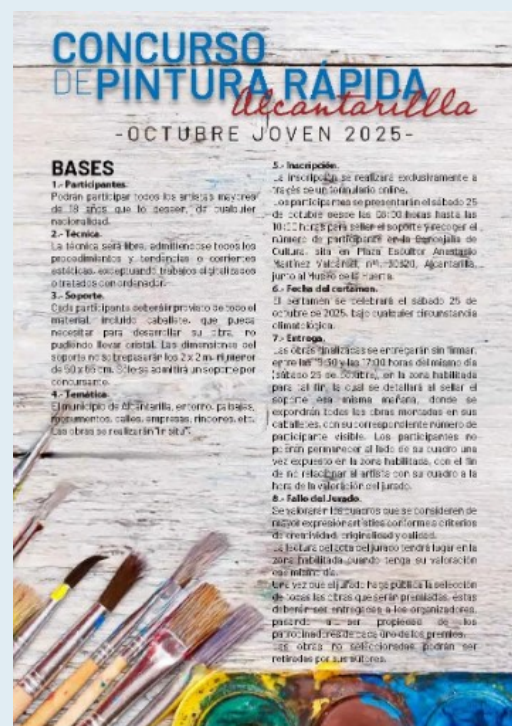 CONCURSO
DE PINTURA RÁPIDA
Alcantarillla
-OCTUBRE JOVEN 2025-
BASES
1.- Participantes.
Podrán participar todos los artistas mayores
de 18 años que lo deseen, de cualquier
nacionalidad.
2.- Técnica.
La técnica será libre, admitiéndose todos los
procedimientos y tendencias o corrientes
estéticas, exceptuando trabajos digitalizados
o tratados con ordenador.
3.- Soporte.
Cada participante deberá ir provisto de todo el
material, incluido caballete, que pueda
necesitar para desarrollar su obra, no
pudiendo llevar cristal. Las dimensiones del
soporte no sobrepasarán los 2 x 2 m. ni menor
de
Sólo se admitirá un soporte por
concursante.
4.- Temática.
El municipio de Alcantarilla, entorno, paisajes,
monumentos, calles, empresas, rincones, etc.
Las obras se realizarán "in situ".
5.- Inscripción.
La inscripción se realizará exclusivamente a
través de un formulario online.
Los participantes se presentarán el sábado 25
de octubre desde las 08:00 horas hasta las
10:00 horas para sellar el soporte y recoger el
número de participante en la Concejalía de
Cultura, sita en Plaza Escultor Anastasio
Martínez Valcárcel, 30820, Alcantarilla,
junto al Museo de la Huerta.
6.- Fecha del certamen.
El certamen se celebrará el sábado 25 de
octubre de 2025, bajo cualquier circunstancia
climatológica.
7.- Entrega.
Las obras finalizadas se entregarán sin firmar,
entre las y las 17:00 horas del mismo día
(sábado 25 de octubre), en la zona habilitada
para tal fin, la cual se detallará al sellar el
soporte esa misma mañana, donde se
expondrán todas las obras montadas en sus
caballetes, con su correspondiente número de
participante visible. Los participantes no
podrán permanecer al lado de su cuadro una
vez expuesto en la zona habilitada, con el fin
de no relacionar al artista con su cuadro a la
hora de la valoración del jurado.
8.- Fallo del Jurado.
Se valorarán los cuadros que se consideren de
mayor expresión artística conforme a criterios
de creatividad, originalidad y calidad.
La lectura del acta del jurado tendrá lugar en la
zona habilitada cuando tenga su valoración
ese mismo día.
Una vez que el jurado haga pública la selección
de todas las obras que serán premiadas, éstas
deberán ser entregadas a los organizadores,
pasando a ser propiedad de los
patrocinadores de cada uno de los premios.
Las obras no seleccionadas podrán ser
retiradas por sus autores.